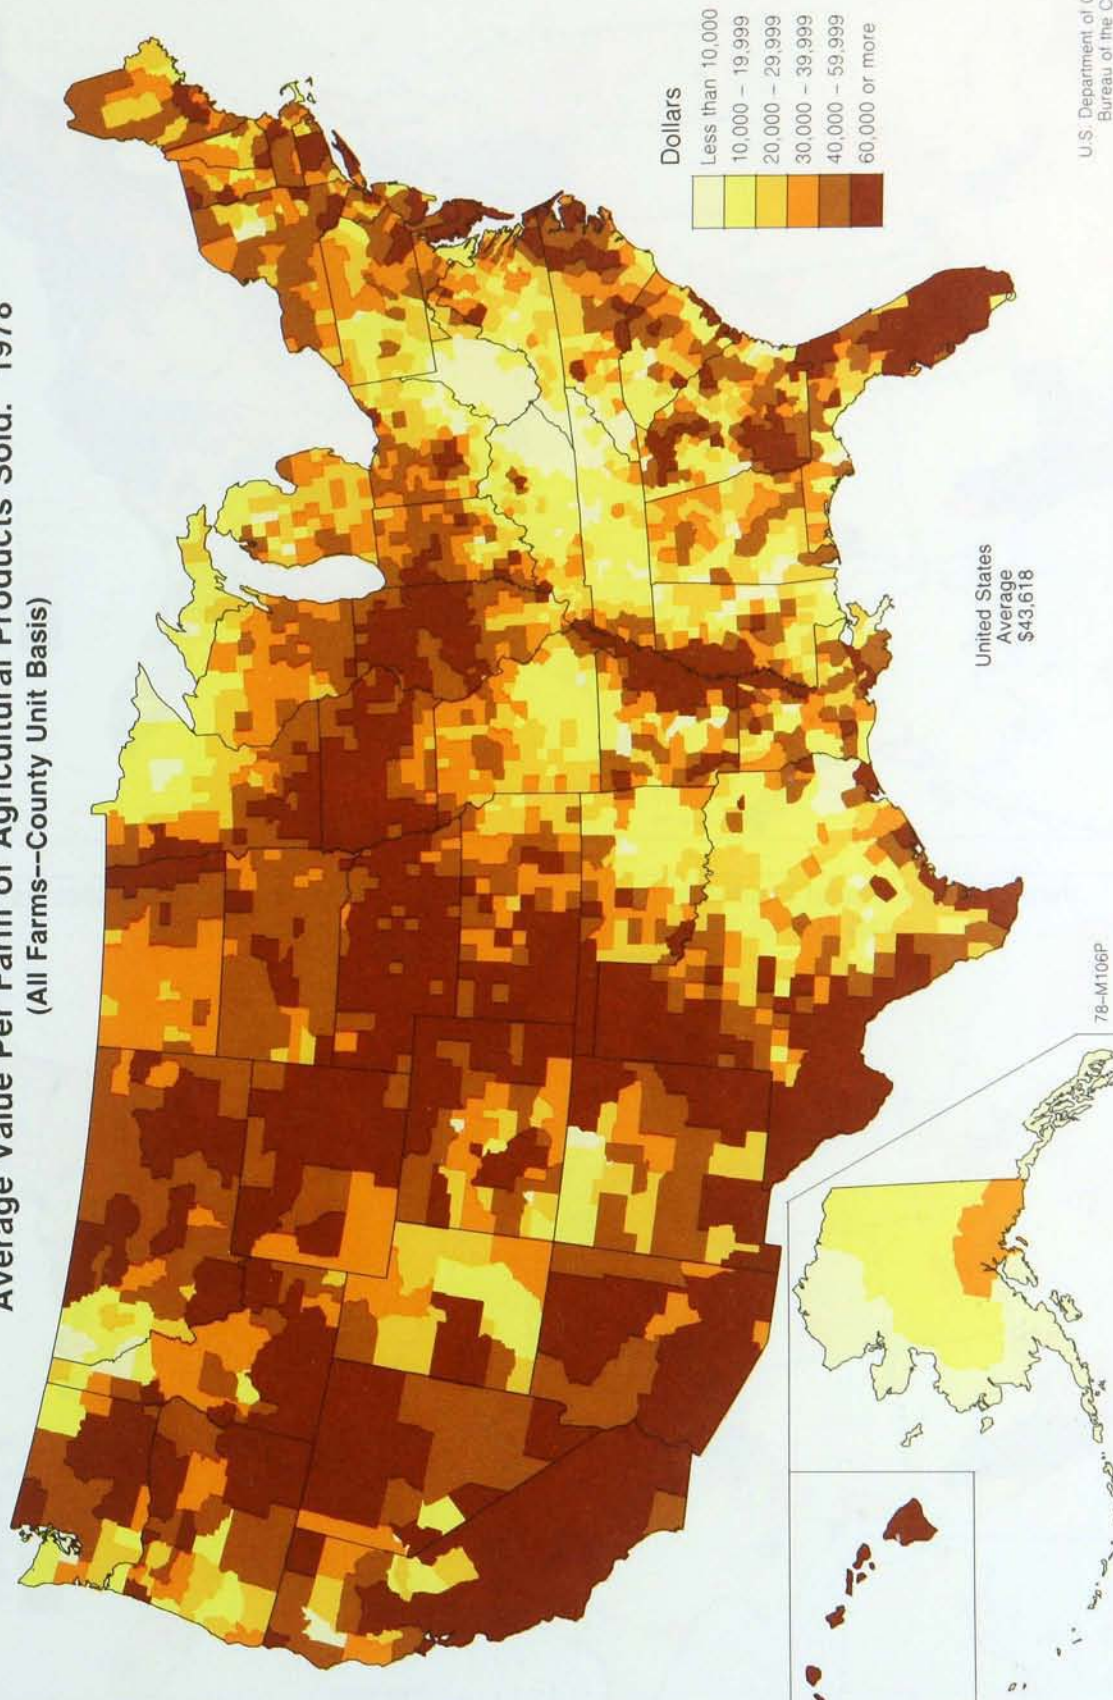 Average Value Per Farm of Agricultural Products Sold: 1978
(All Farms--County Unit Basis)
Dollars
Less than 10,000
10,000 – 19,999
20,000 – 29,999
30,000 – 39,999
40,000 – 59,999
60,000 or more
United States
Average
$43,618
78-M106P
U.S. Department of
Bureau of the